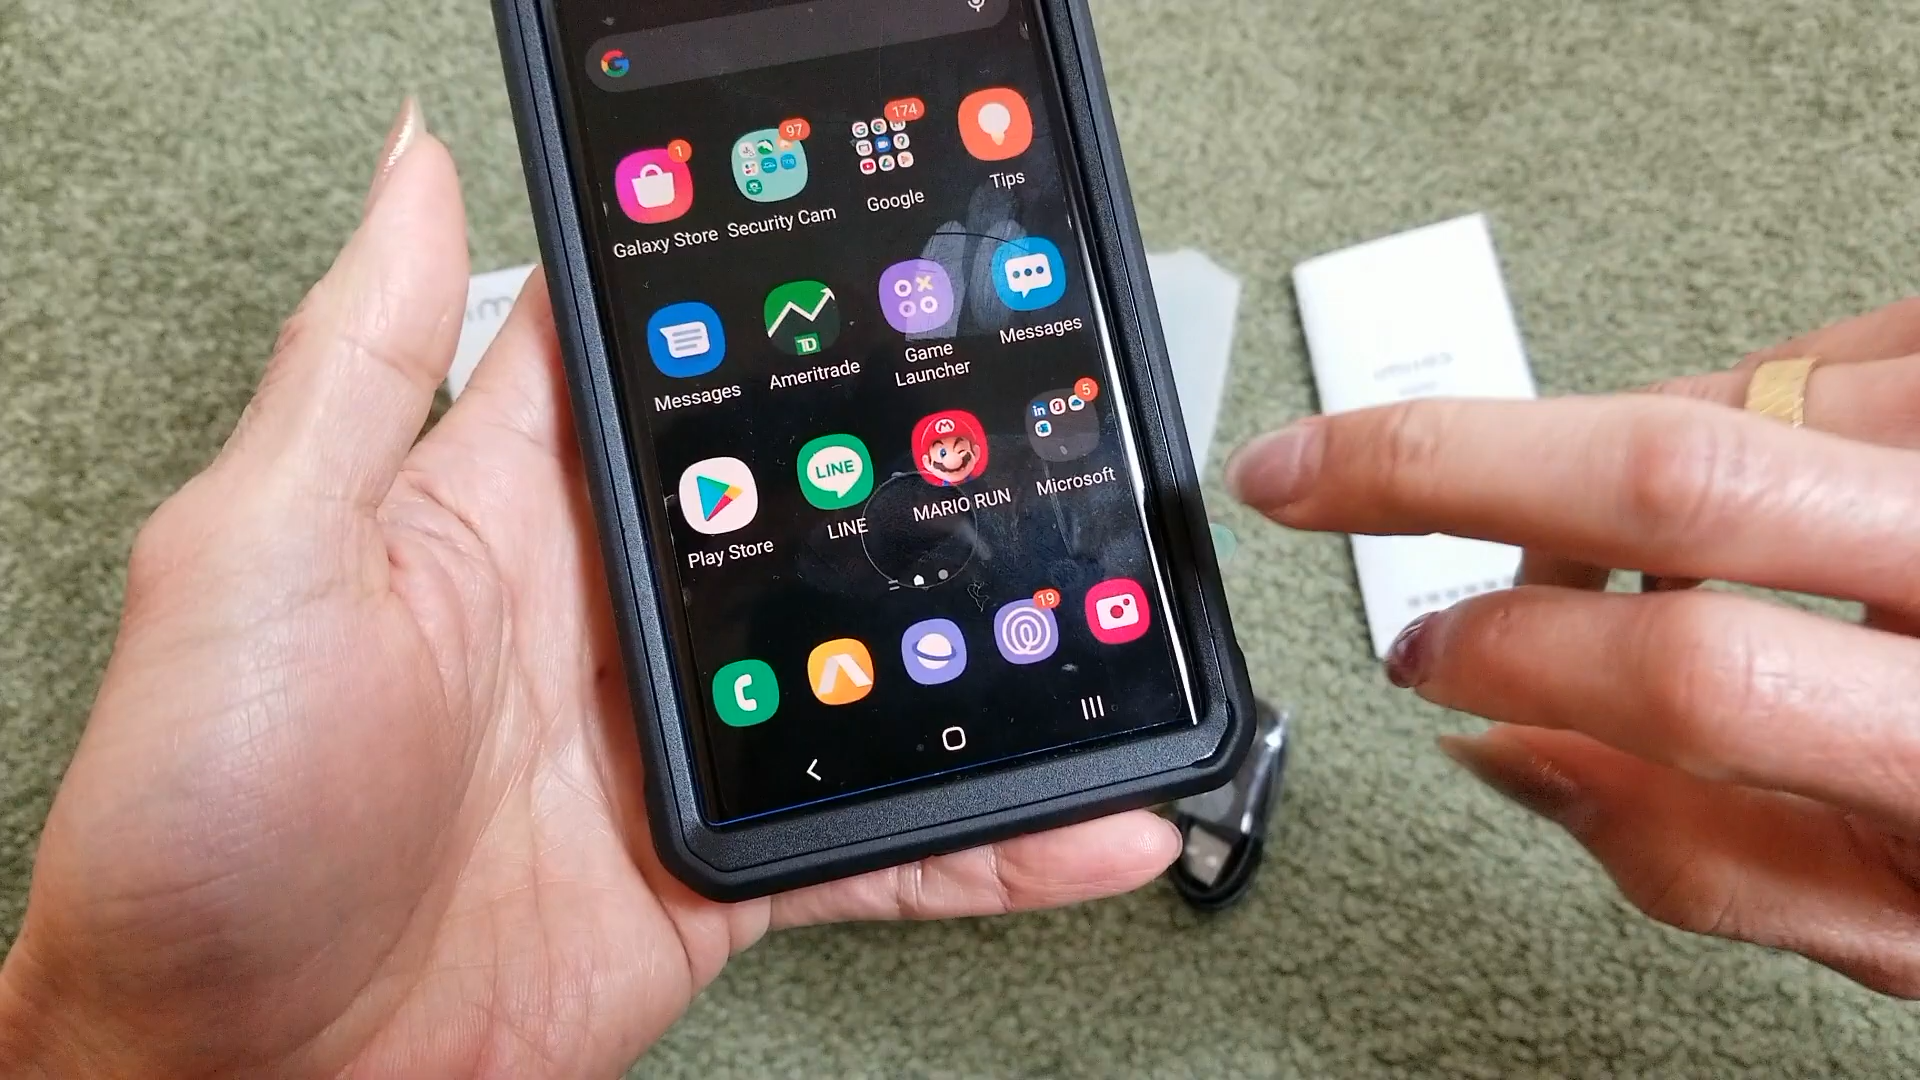 G
1
97
174
Galaxy Store
Security Cam
Google
Tips
Messages
TD
Ameritrade
Game
Launcher
Messages
5
in
Play Store
LINE
LINE
M
MARIO RUN
Microsoft
19